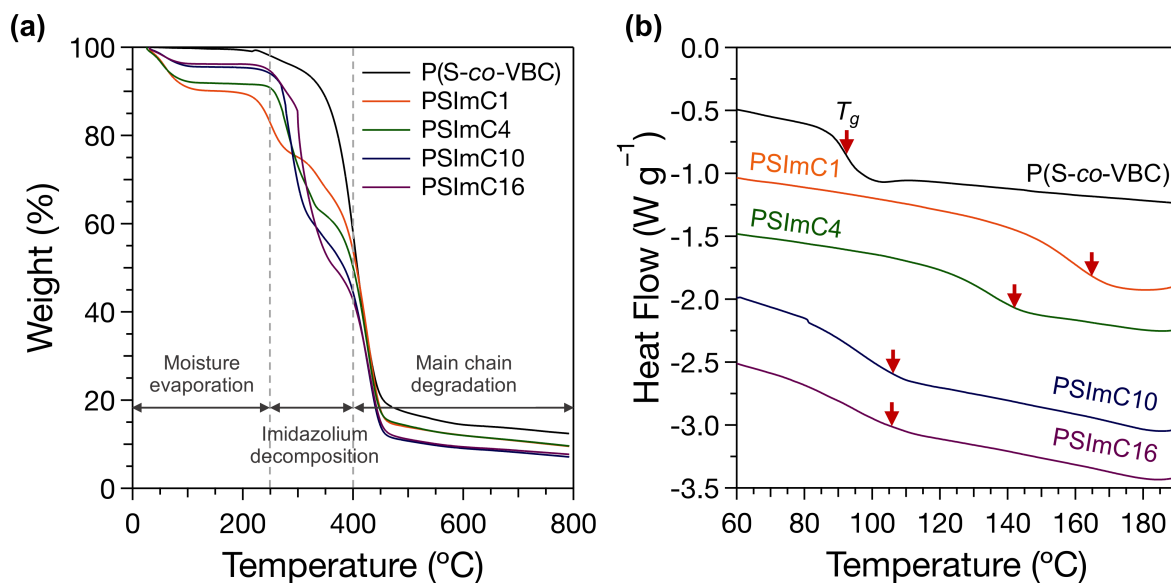 (a)
100
80
60
40
20
0
Weight (%)
0 200 400 600 800
Temperature (ºC)
P(S-co-VBC)
PSImC1
PSImC4
PSImC10
PSImC16
Moisture
evaporation
Imidazolium
decomposition
Main chain
degradation
(b)
0.0
-0.5
-1.0
-1.5
-2.0
-2.5
-3.0
-3.5
Heat Flow (W g⁻¹)
60 80 100 120 140 160 180
Temperature (ºC)
Tg
P(S-co-VBC)
PSImC1
PSImC4
PSImC10
PSImC16